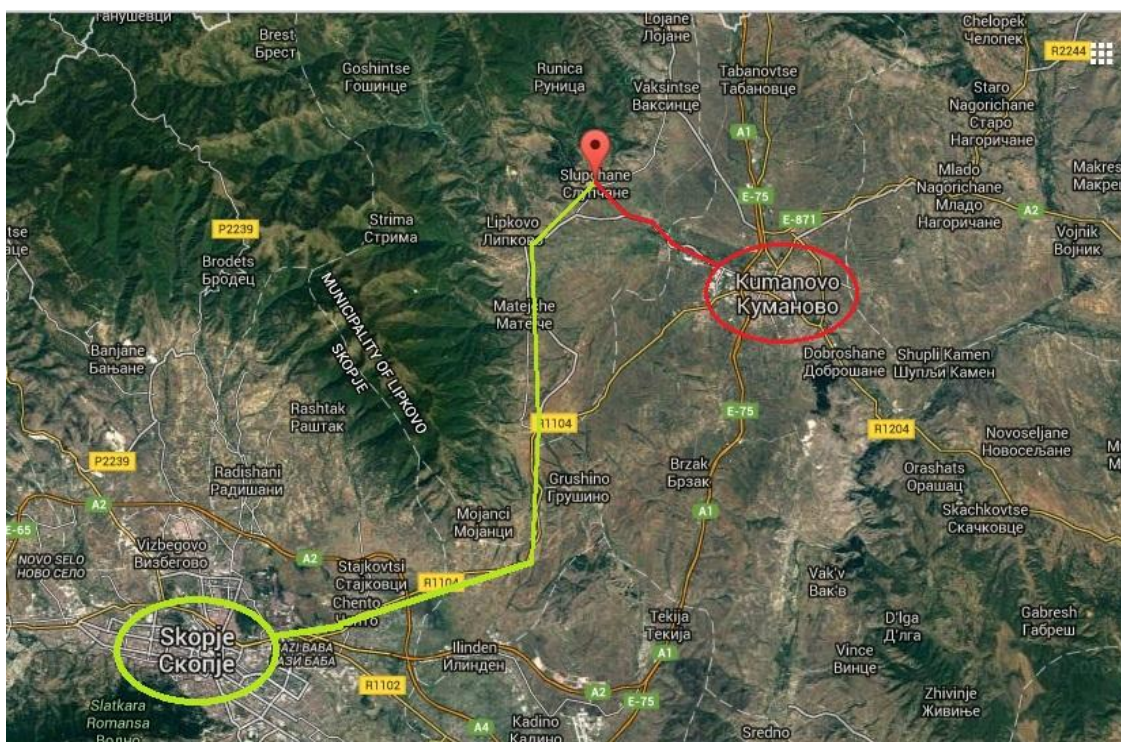 Танушевци
Brest
Брест
Goshintse
Гошинце
Runica
Руница
Lojane
Лојане
Vaksintse
Ваксинце
Tabanovtse
Табановце
Chelopek
Челопек
R2244
Staro
Nagorichane
Старо
Нагоричане
A1
Slupchane
Слупчане
Mlado
Nagorichane
Младо
Нагоричане
E-75
E-871
A2
Vojnik
Војник
P2239
Strima
Стрима
Lipkovo
Липково
Brodets
Бродец
MUNICIPALITY OF LIPKOVO
SKOPJE
Kumanovo
Куманово
Matejche
Матејче
Banjane
Бањане
Dobroshane
Доброшане
Shupli Kamen
Шупљи Камен
Rashtak
Раштак
R1104
E-75
R1204
Novoseljane
Новосељане
P2239
Radishani
Радишани
Grushino
Грушино
Brzak
Брзак
Orashats
Орашац
A2
Mojanci
Мојанци
A1
Skachkovtse
Скачковце
E-65
Vizbegovo
Визбегово
NOVO SELO
НОВО СЕЛО
A2
Stajkovtsi
Стајковци
R1104
Chento
Ченто
Vak'v
Вак'в
Skopje
Скопје
Tekija
Текија
D'lga
Д'лга
Gabresh
Габреш
Ilinden
Илинден
A1
Vince
Винце
R1102
A2
E-75
Zhivinje
Живиње
Slatkara
Romansa
Водно
A4
Kadino
Кадино
Sredno